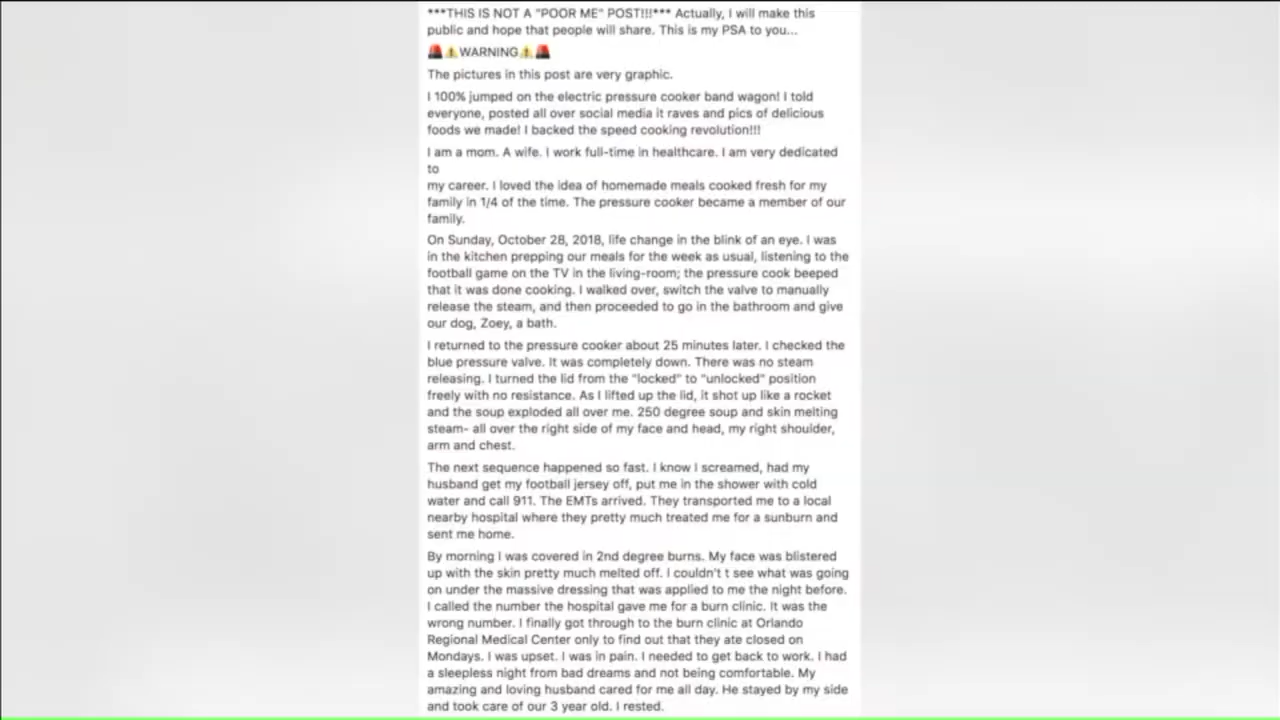 ***THIS IS NOT A "POOR ME" POST!!!*** Actually, I will make this
public and hope that people will share. This is my PSA to you...
🚨⚠️WARNING⚠️🚨
The pictures in this post are very graphic.
I 100% jumped on the electric pressure cooker band wagon! I told
everyone, posted all over social media it raves and pics of delicious
foods we made! I backed the speed cooking revolution!!!
I am a mom. A wife. I work full-time in healthcare. I am very dedicated
to
my career. I loved the idea of homemade meals cooked fresh for my
family in 1/4 of the time. The pressure cooker became a member of our
family.
On Sunday, October 28, 2018, life change in the blink of an eye. I was
in the kitchen prepping our meals for the week as usual, listening to the
football game on the TV in the living-room; the pressure cook beeped
that it was done cooking. I walked over, switch the valve to manually
release the steam, and then proceeded to go in the bathroom and give
our dog, Zoey, a bath.
I returned to the pressure cooker about 25 minutes later. I checked the
blue pressure valve. It was completely down. There was no steam
releasing. I turned the lid from the "locked" to "unlocked" position
freely with no resistance. As I lifted up the lid, it shot up like a rocket
and the soup exploded all over me. 250 degree soup and skin melting
steam- all over the right side of my face and head, my right shoulder,
arm and chest.
The next sequence happened so fast. I know I screamed, had my
husband get my football jersey off, put me in the shower with cold
water and call 911. The EMTs arrived. They transported me to a local
nearby hospital where they pretty much treated me for a sunburn and
sent me home.
By morning I was covered in 2nd degree burns. My face was blistered
up with the skin pretty much melted off. I couldn't t see what was going
on under the massive dressing that was applied to me the night before.
I called the number the hospital gave me for a burn clinic. It was the
wrong number. I finally got through to the burn clinic at Orlando
Regional Medical Center only to find out that they ate closed on
Mondays. I was upset. I was in pain. I needed to get back to work. I had
a sleepless night from bad dreams and not being comfortable. My
amazing and loving husband cared for me all day. He stayed by my side
and took care of our 3 year old. I rested.